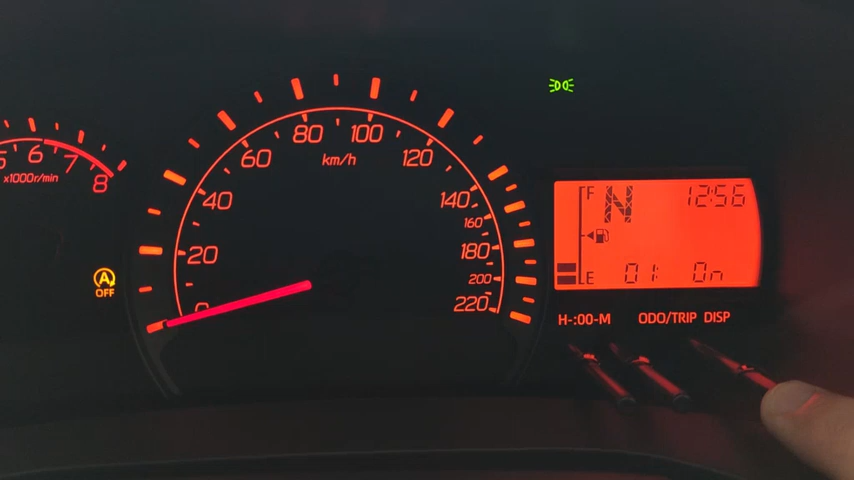 5 6 7 8
x1000r/min
A
OFF
0 20 40 60 80 100 120 140 160 180 200 220
km/h
F N 12:56
E 01: On
H-:00-M ODO/TRIP DISP